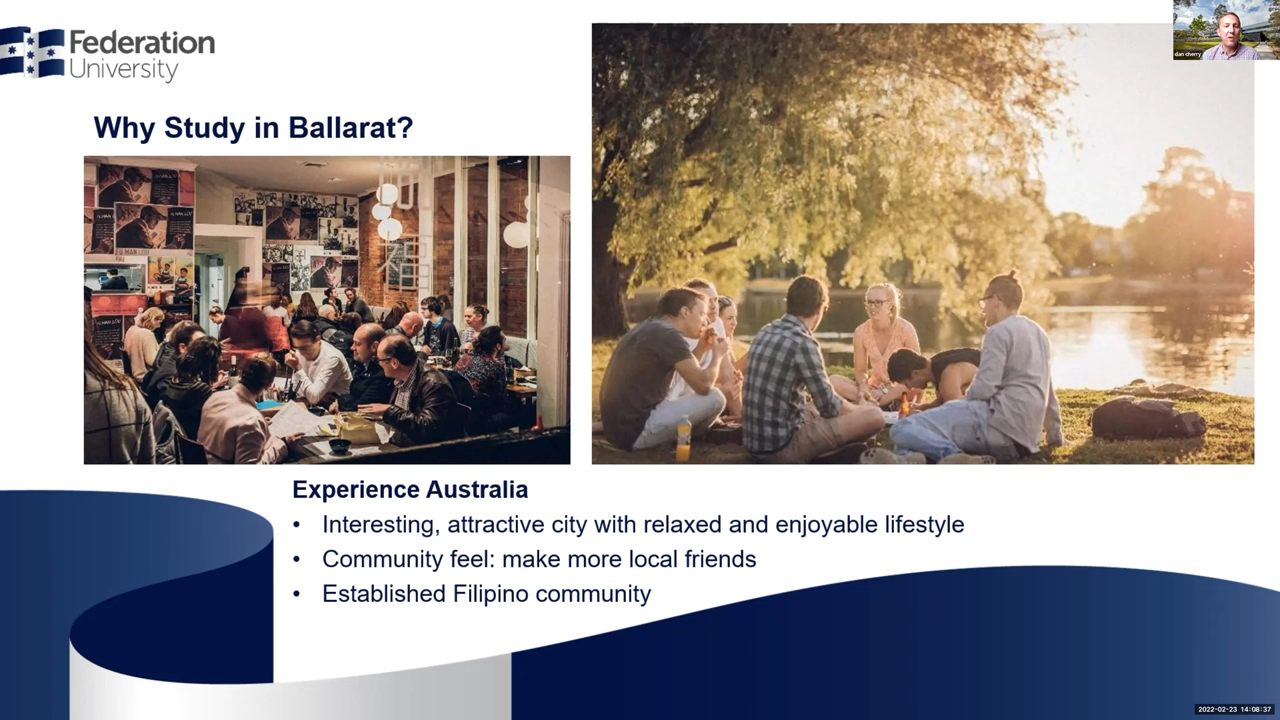 Federation
University
dan cherry
Why Study in Ballarat?
Experience Australia
• Interesting, attractive city with relaxed and enjoyable lifestyle
• Community feel: make more local friends
• Established Filipino community
2022-02-23 14:08:37